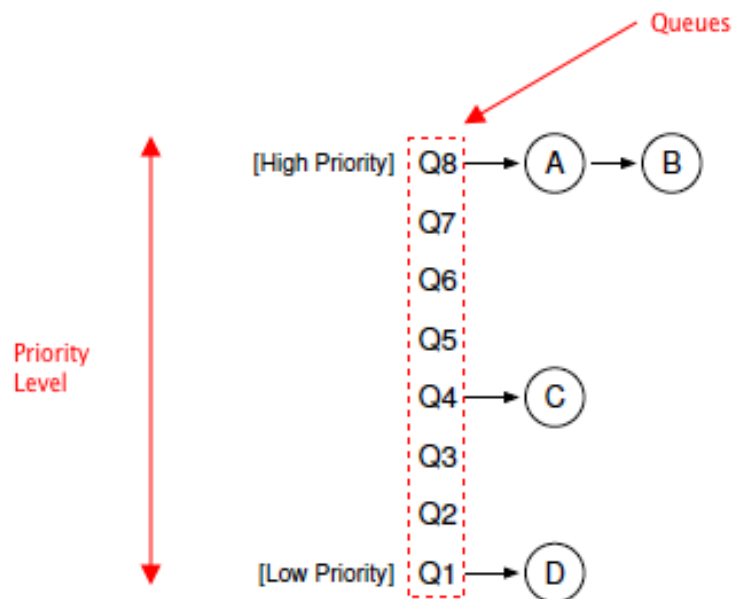 Queues
[High Priority] Q8 A B
Q7
Q6
Q5
Priority
Level
Q4 C
Q3
Q2
[Low Priority] Q1 D